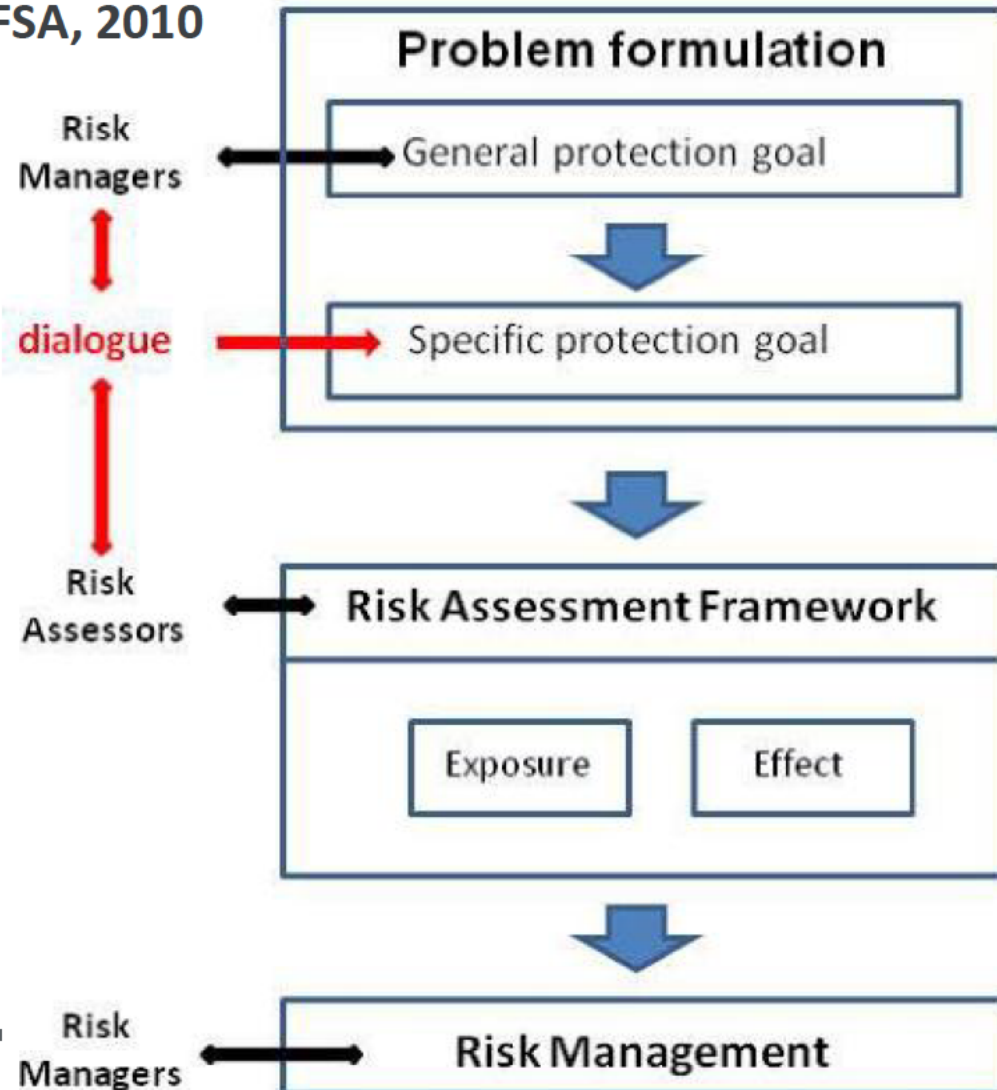 FSA, 2010
Problem formulation
Risk
Managers
General protection goal
dialogue
Specific protection goal
Risk
Assessors
Risk Assessment Framework
Exposure
Effect
Risk
Managers
Risk Management